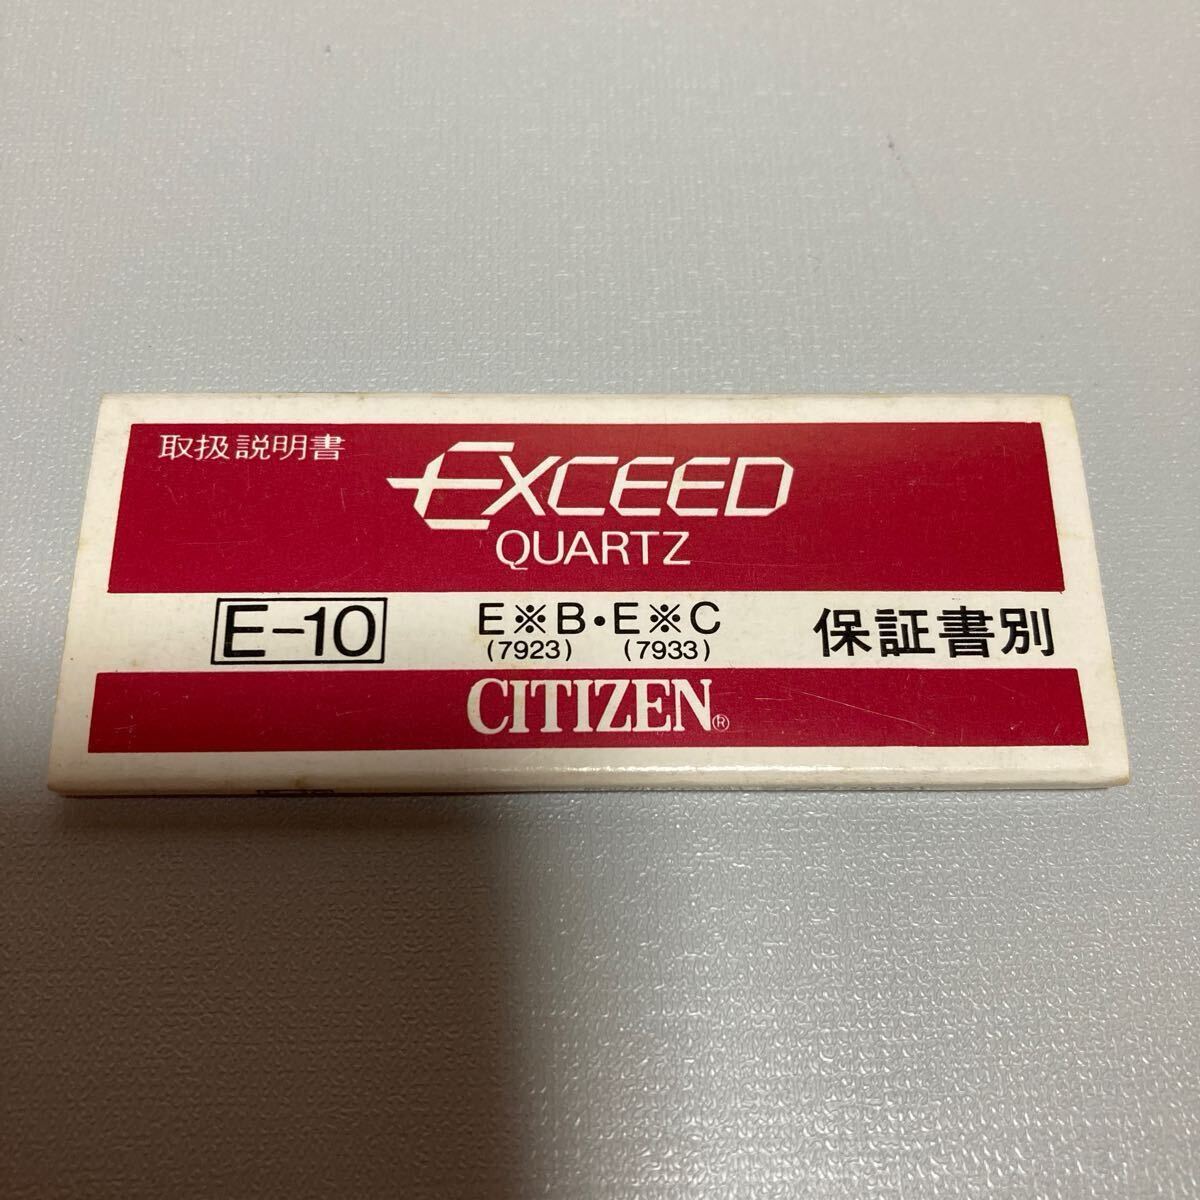 取扱説明書
EXCEED
QUARTZ
E-10 E※B・E※C 保証書別
(7923) (7933)
CITIZEN®